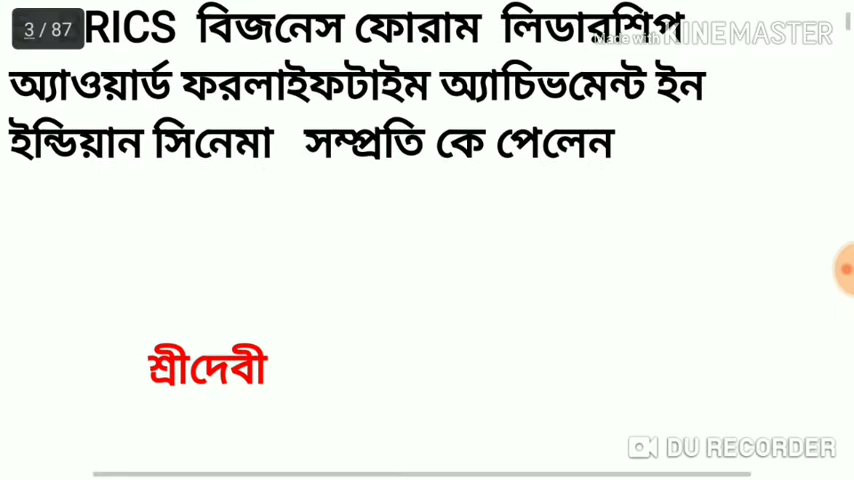 3 / 87
RICS বিজনেস ফোরাম লিডারশিপ
Made with KINEMASTER
অ্যাওয়ার্ড ফরলাইফটাইম অ্যাচিভমেন্ট ইন
ইন্ডিয়ান সিনেমা সম্প্রতি কে পেলেন
শ্রীদেবী
DU RECORDER